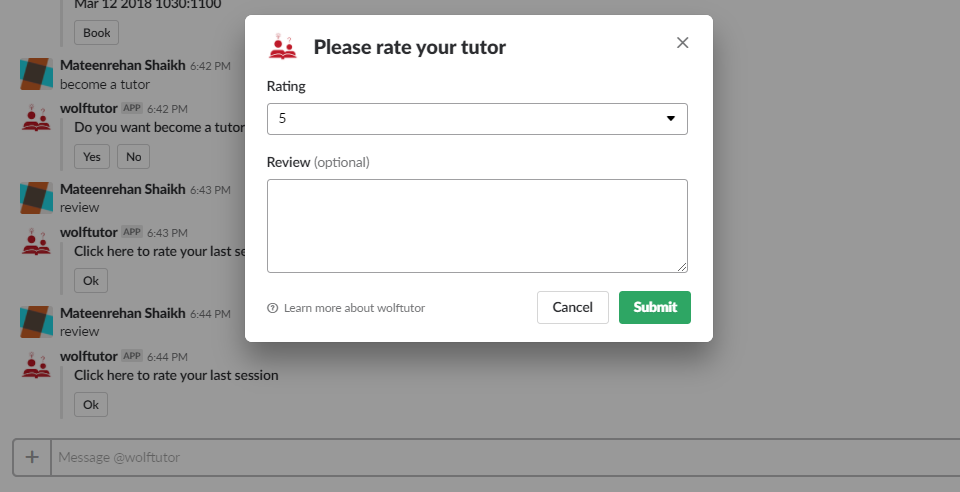 Mar 12 2018 1030:1100
Book
Mateenrehan Shaikh 6:42 PM
become a tutor
wolftutor APP 6:42 PM
Do you want become a tutor
Yes No
Mateenrehan Shaikh 6:43 PM
review
wolftutor APP 6:43 PM
Click here to rate your last se
Ok
Mateenrehan Shaikh 6:44 PM
review
wolftutor APP 6:44 PM
Click here to rate your last session
Ok
Message @wolftutor
Please rate your tutor
Rating
5
Review (optional)
Learn more about wolftutor
Cancel Submit